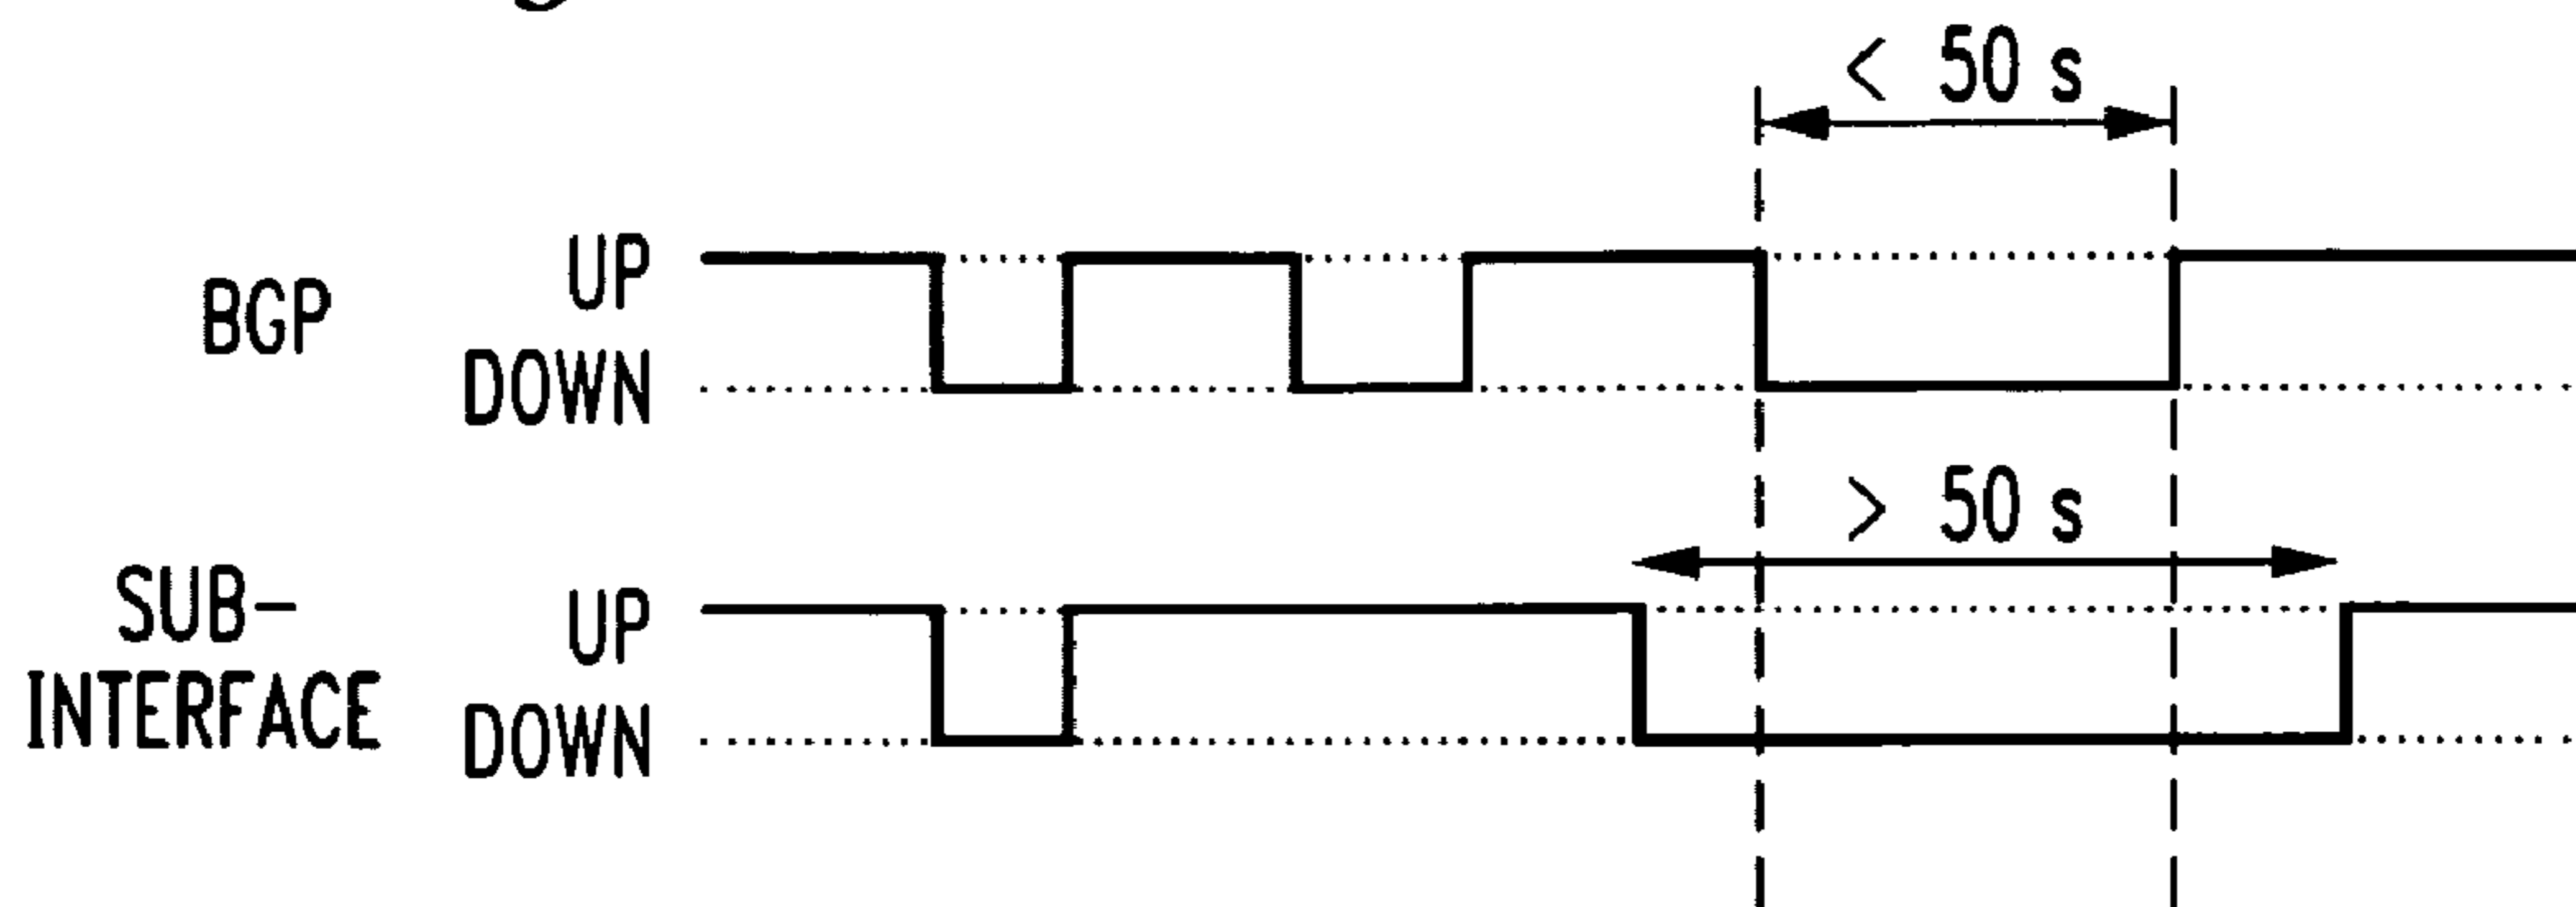 < 50 s
BGP
UP
DOWN
> 50 s
SUB-
INTERFACE
UP
DOWN